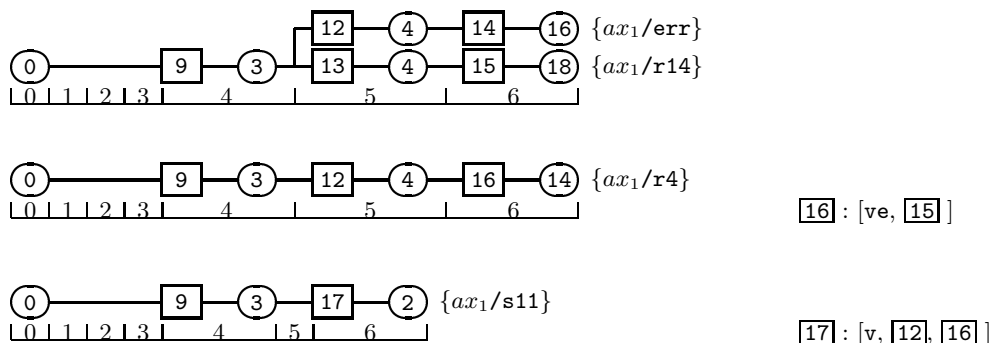 12 4 14 16 {ax₁/err}
0 9 3 13 4 15 18 {ax₁/r14}
0 1 2 3 4 5 6
0 9 3 12 4 16 14 {ax₁/r4}
0 1 2 3 4 5 6 16 : [ve, 15 ]
0 9 3 17 2 {ax₁/s11}
0 1 2 3 4 5 6 17 : [v, 12, 16 ]